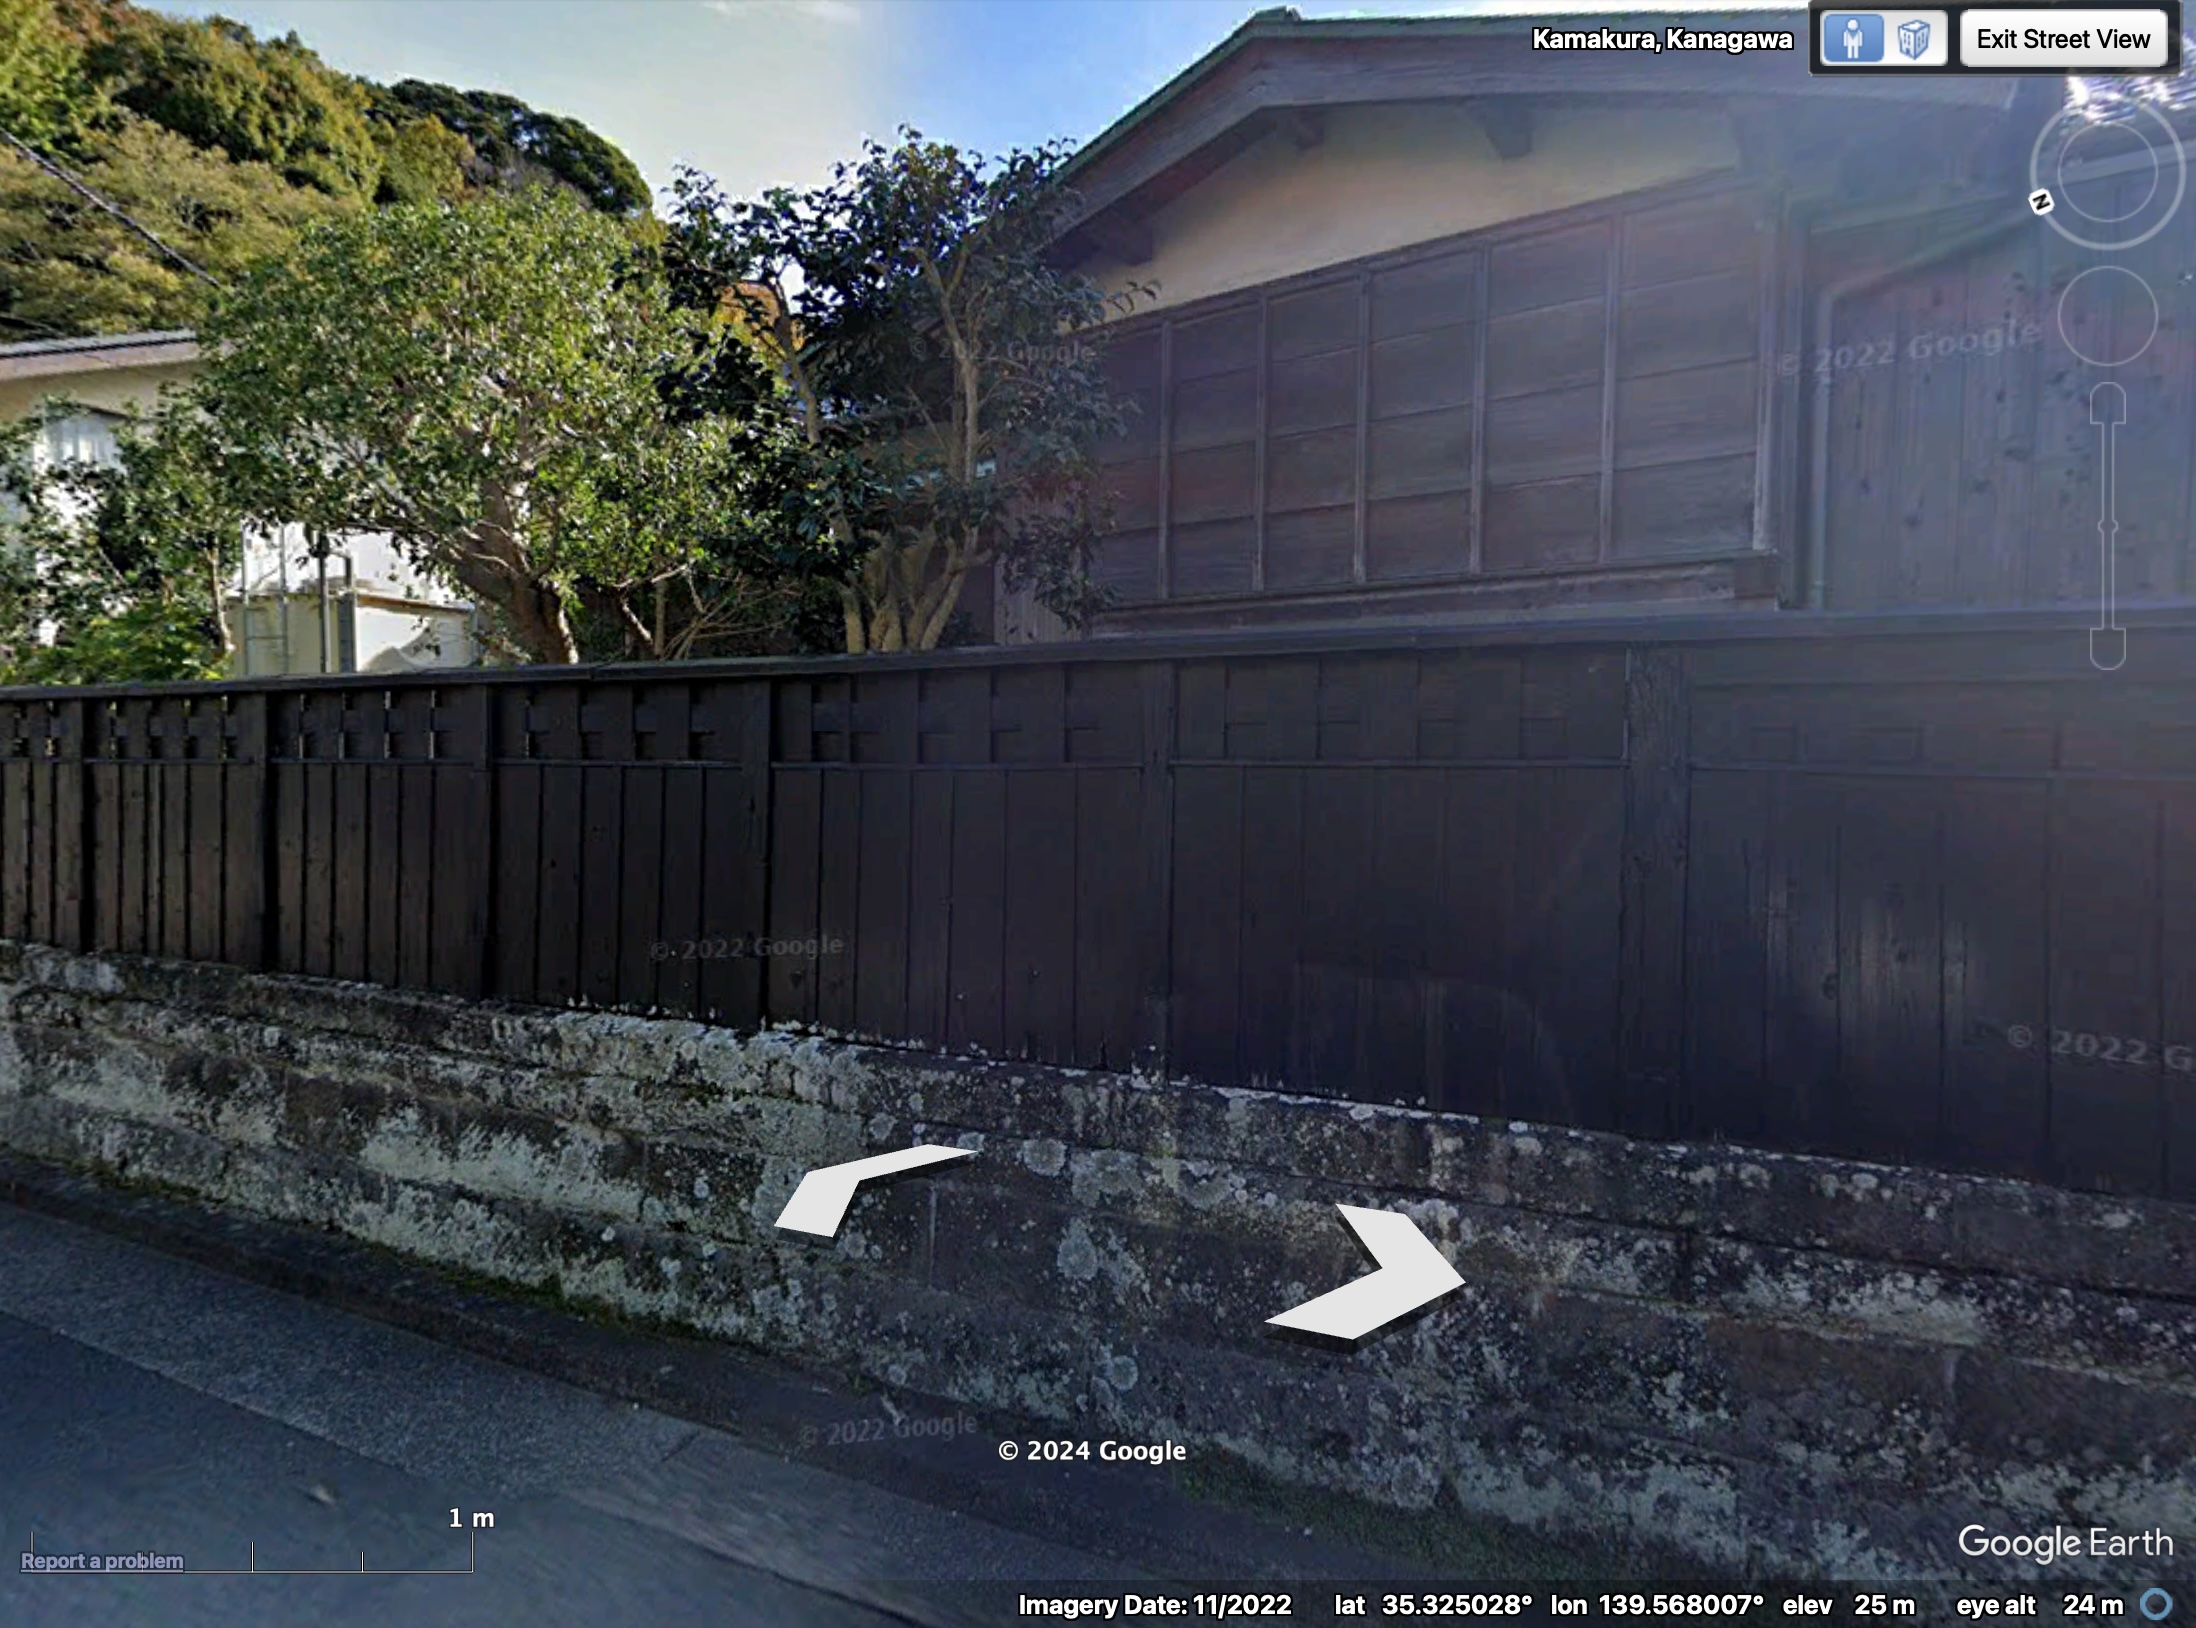 Kamakura, Kanagawa
Exit Street View
N
© 2022 Google
© 2022 Google
© 2022 Google
© 2022 G
© 2022 Google
© 2024 Google
1 m
Report a problem
Google Earth
Imagery Date: 11/2022 lat 35.325028° lon 139.568007° elev 25 m eye alt 24 m